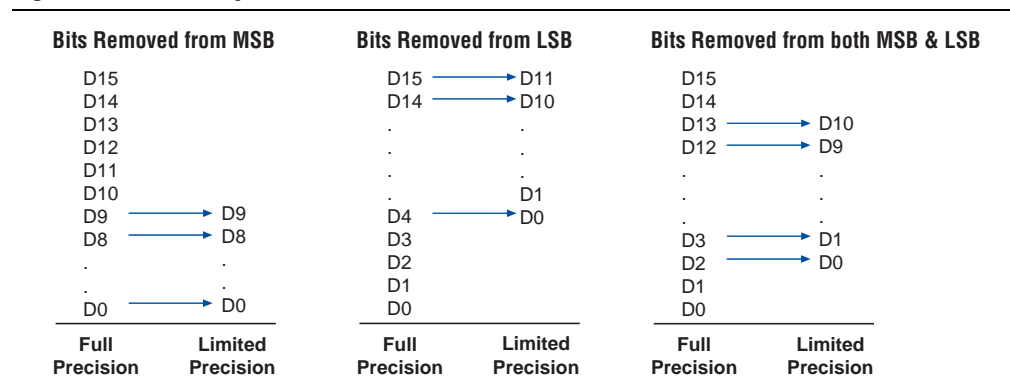 Bits Removed from MSB
D15
D14
D13
D12
D11
D10
D9 D9
D8 D8
. .
. .
D0 D0
Full Limited
Precision Precision
Bits Removed from LSB
D15 D11
D14 D10
. .
. .
. .
. D1
D4 D0
D3
D2
D1
D0
Full Limited
Precision Precision
Bits Removed from both MSB & LSB
D15
D14
D13 D10
D12 D9
. .
. .
. .
D3 D1
D2 D0
D1
D0
Full Limited
Precision Precision